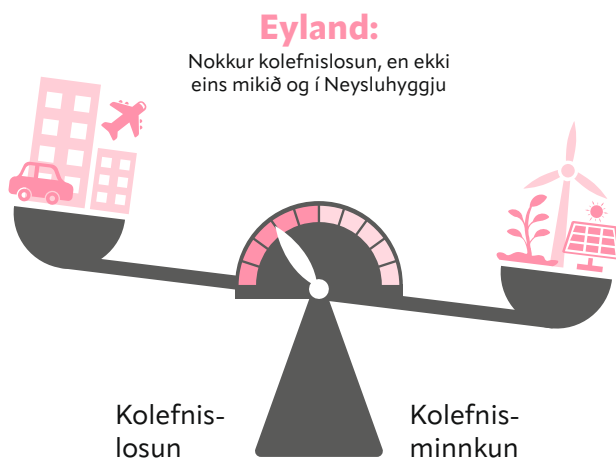 Eyland:
Nokkur kolefnislosun, en ekki
eins mikið og í Neysluhyggju
Kolefnis-
losun
Kolefnis-
minnkun